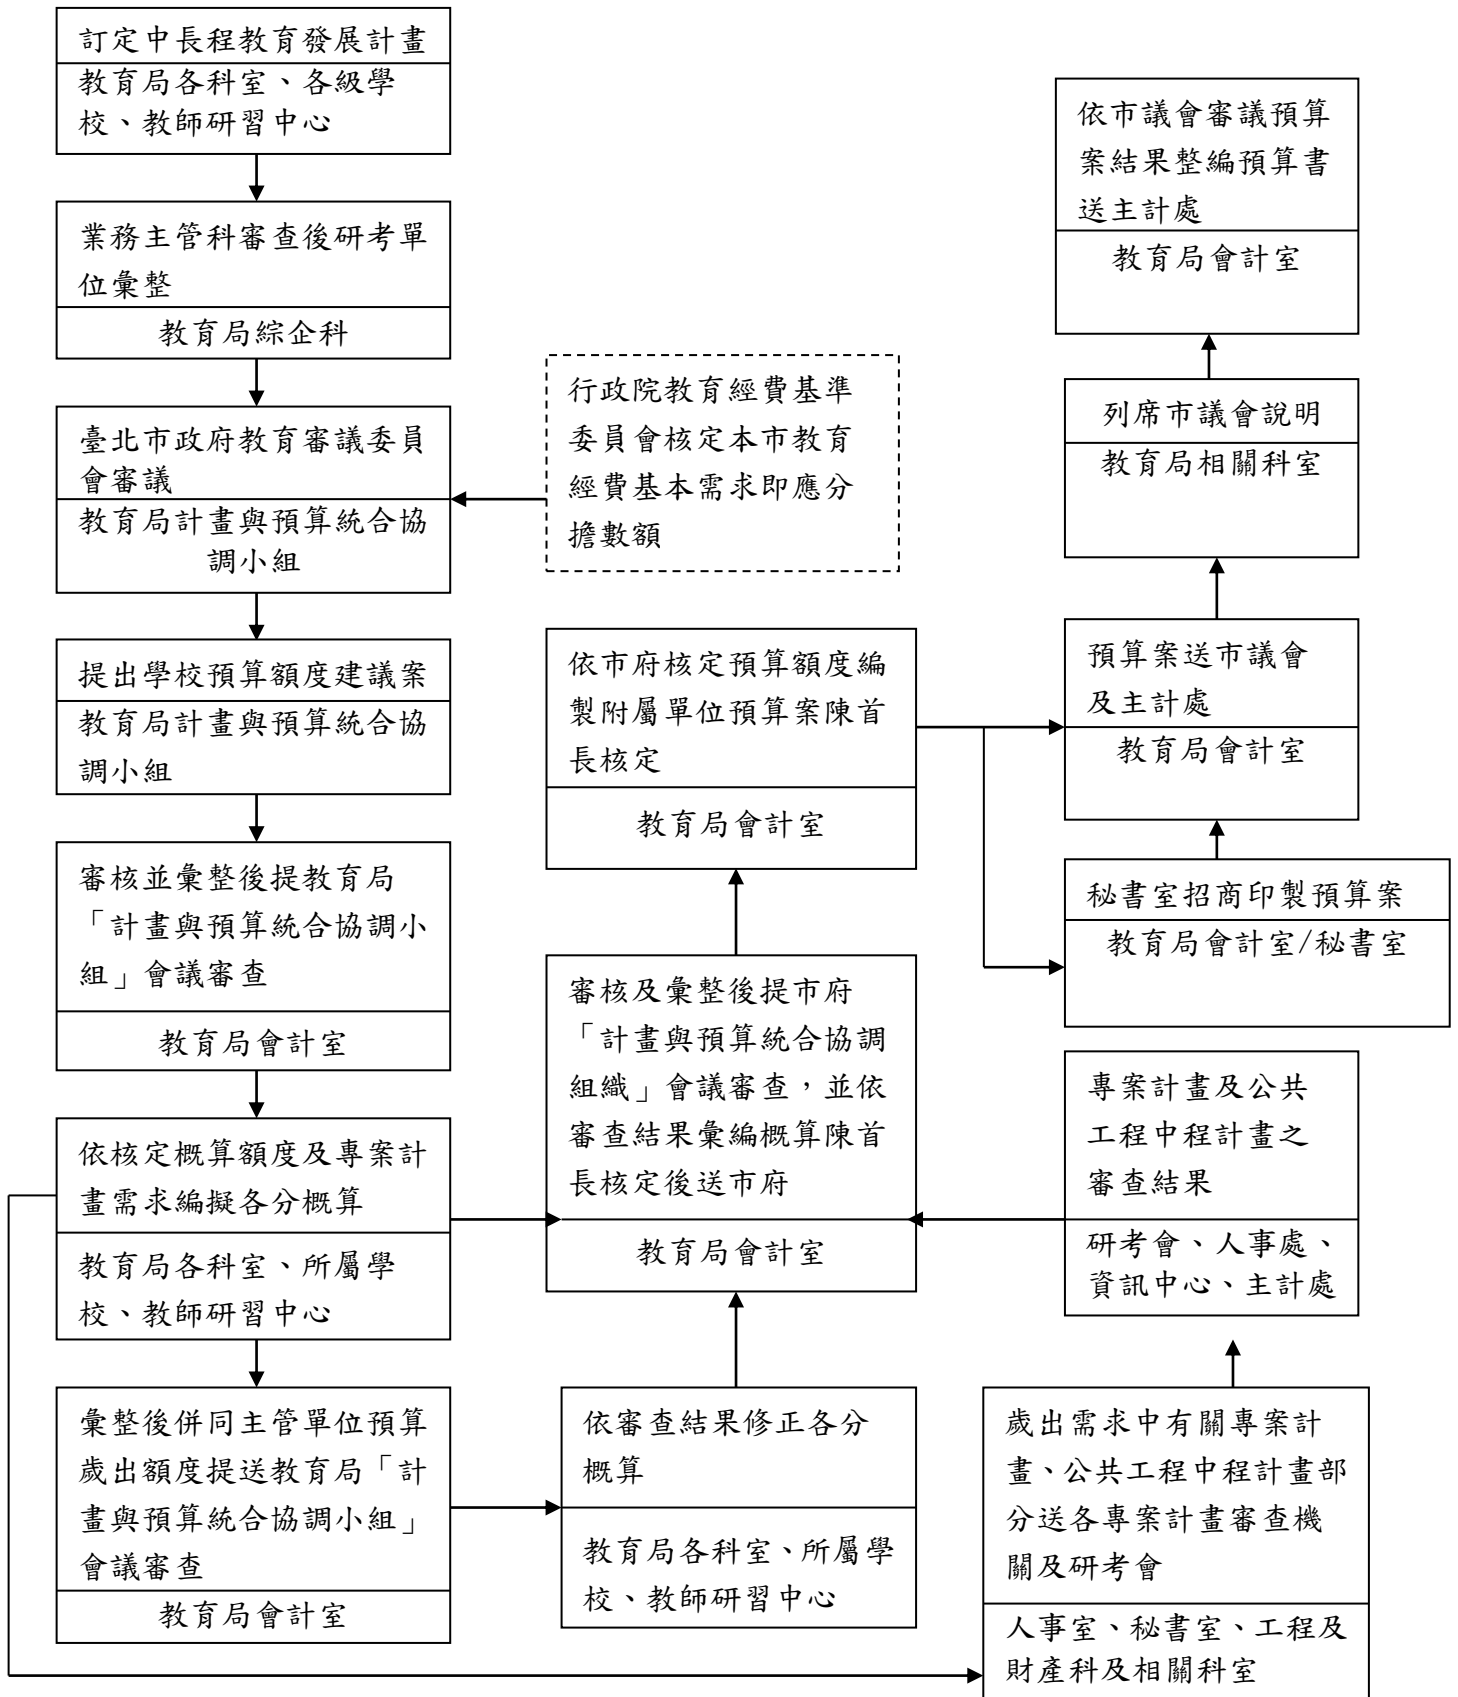 訂定中長程教育發展計畫
教育局各科室、各級學
校、教師研習中心
業務主管科審查後研考單
位彙整
教育局綜企科
臺北市政府教育審議委員
會審議
教育局計畫與預算統合協
調小組
行政院教育經費基準
委員會核定本市教育
經費基本需求即應分
擔數額
提出學校預算額度建議案
教育局計畫與預算統合協
調小組
審核並彙整後提教育局
「計畫與預算統合協調小
組」會議審查
教育局會計室
依核定概算額度及專案計
畫需求編擬各分概算
教育局各科室、所屬學
校、教師研習中心
彙整後併同主管單位預算
歲出額度提送教育局「計
畫與預算統合協調小組」
會議審查
教育局會計室
依審查結果修正各分
概算
教育局各科室、所屬學
校、教師研習中心
審核及彙整後提市府
「計畫與預算統合協調
組織」會議審查，並依
審查結果彙編概算陳首
長核定後送市府
教育局會計室
依市府核定預算額度編
製附屬單位預算案陳首
長核定
教育局會計室
依市議會審議預算
案結果整編預算書
送主計處
教育局會計室
列席市議會說明
教育局相關科室
預算案送市議會
及主計處
教育局會計室
秘書室招商印製預算案
教育局會計室/秘書室
專案計畫及公共
工程中程計畫之
審查結果
研考會、人事處、
資訊中心、主計處
歲出需求中有關專案計
畫、公共工程中程計畫部
分送各專案計畫審查機
關及研考會
人事室、秘書室、工程及
財產科及相關科室